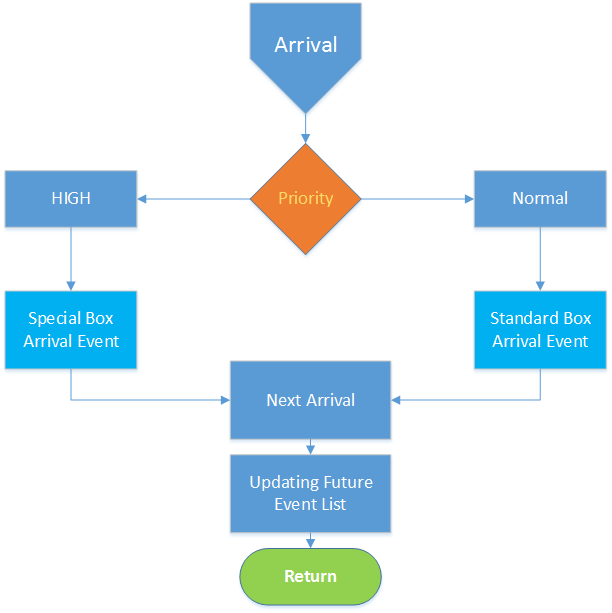 Arrival
Priority
HIGH
Normal
Special Box
Arrival Event
Standard Box
Arrival Event
Next Arrival
Updating Future
Event List
Return